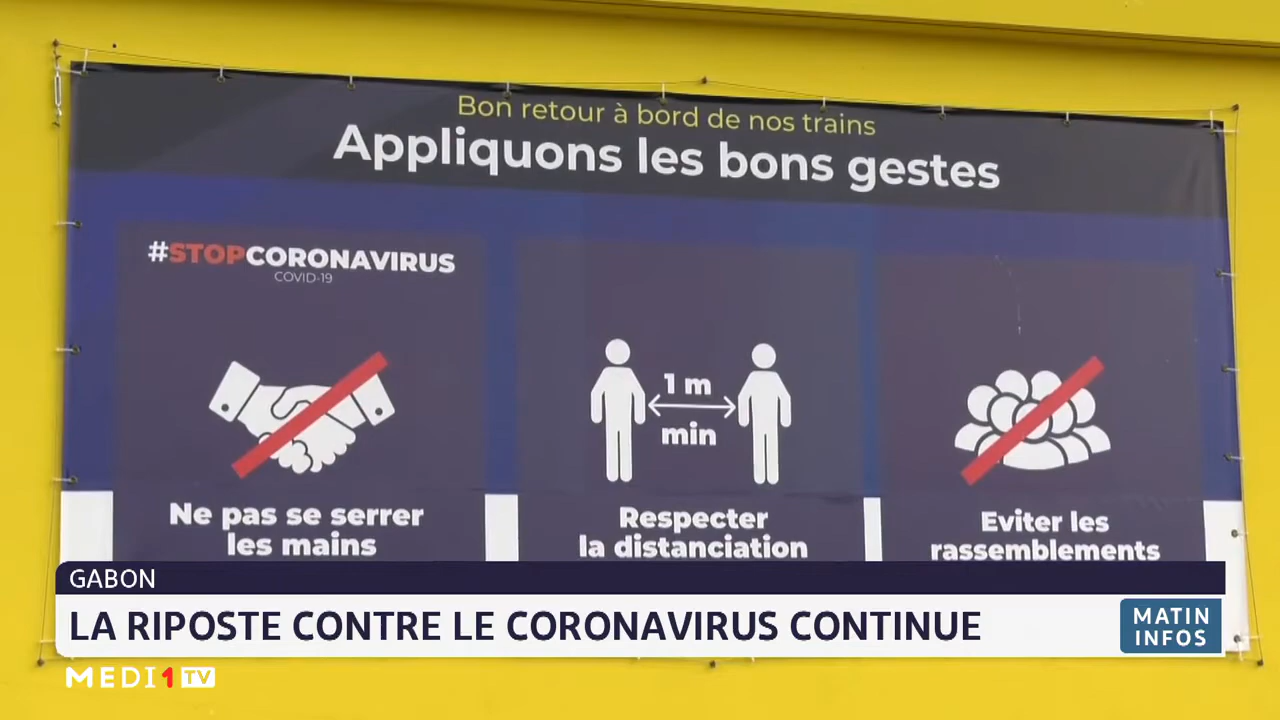 Bon retour à bord de nos trains
Appliquons les bons gestes
#STOPCORONAVIRUS
COVID-19
Ne pas se serrer
les mains
1 m
min
Respecter
la distanciation
Eviter les
rassemblements
GABON
LA RIPOSTE CONTRE LE CORONAVIRUS CONTINUE
MATIN
INFOS
MEDI1TV